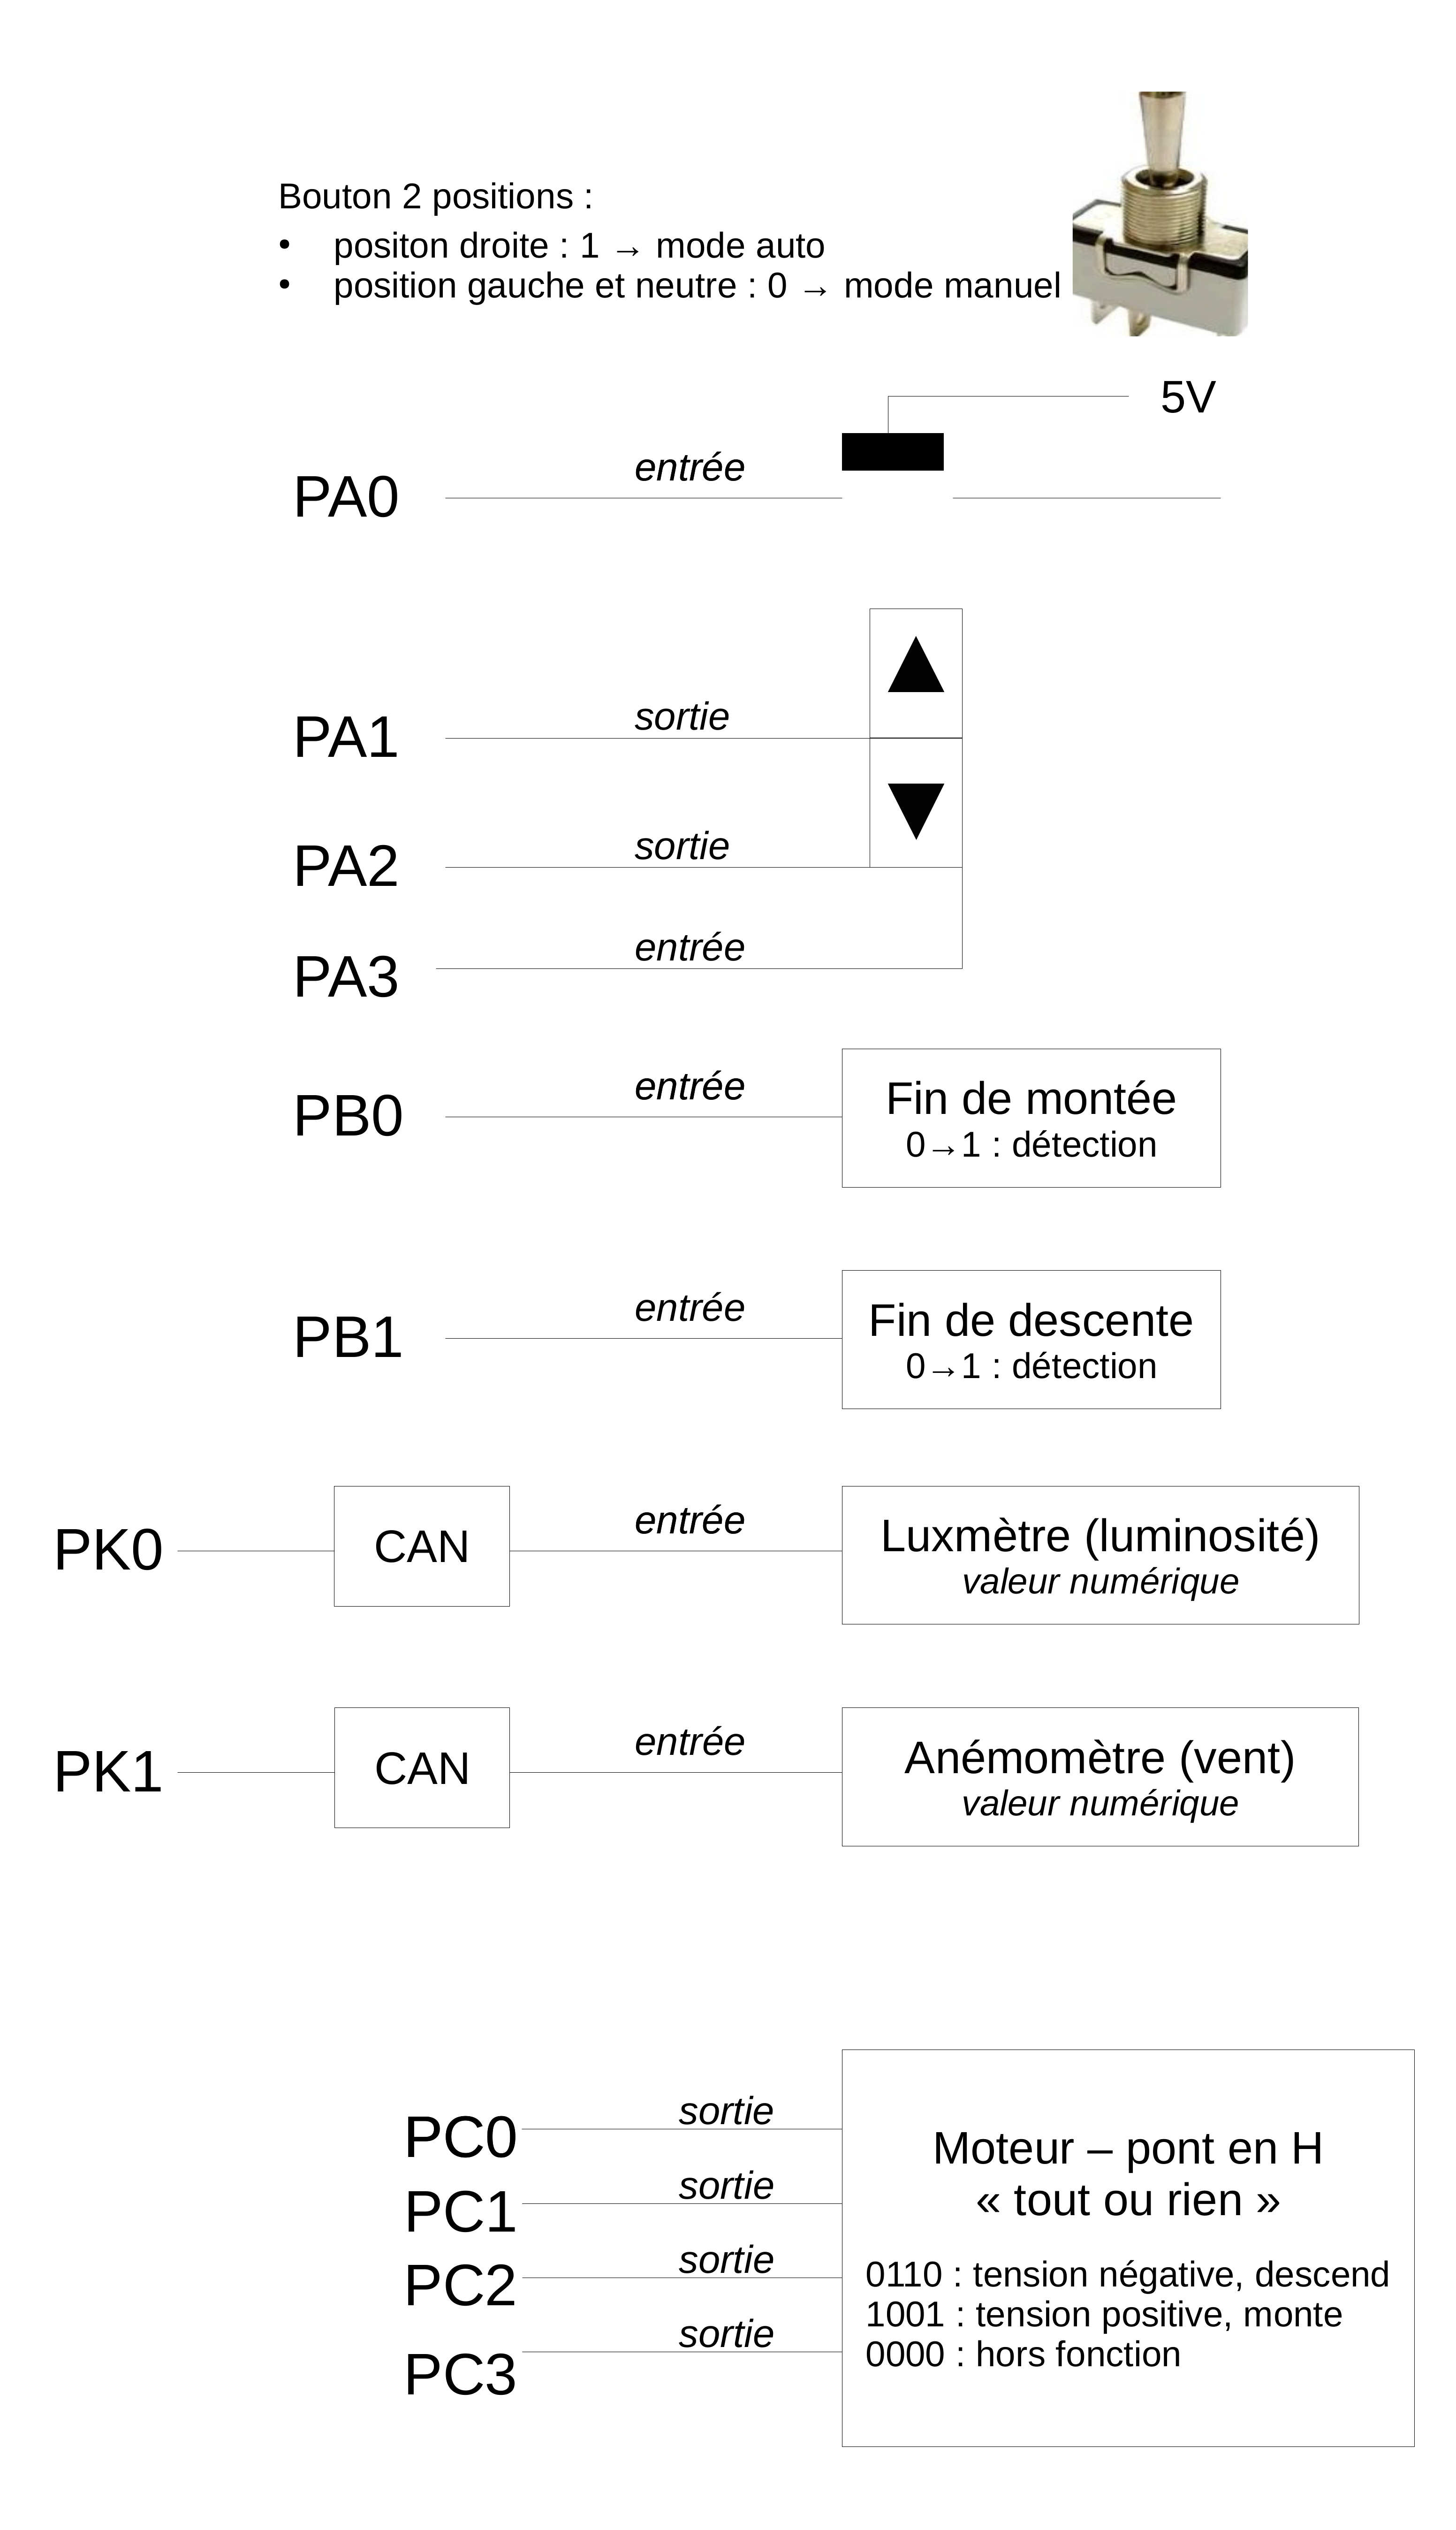 Bouton 2 positions :
• positon droite : 1 → mode auto
• position gauche et neutre : 0 → mode manuel
5V
PA0
entrée
PA1
sortie
PA2
sortie
PA3
entrée
PB0
entrée
Fin de montée
0→1 : détection
PB1
entrée
Fin de descente
0→1 : détection
PK0
CAN
entrée
Luxmètre (luminosité)
valeur numérique
PK1
CAN
entrée
Anémomètre (vent)
valeur numérique
PC0
sortie
PC1
sortie
PC2
sortie
PC3
sortie
Moteur – pont en H
« tout ou rien »
0110 : tension négative, descend
1001 : tension positive, monte
0000 : hors fonction